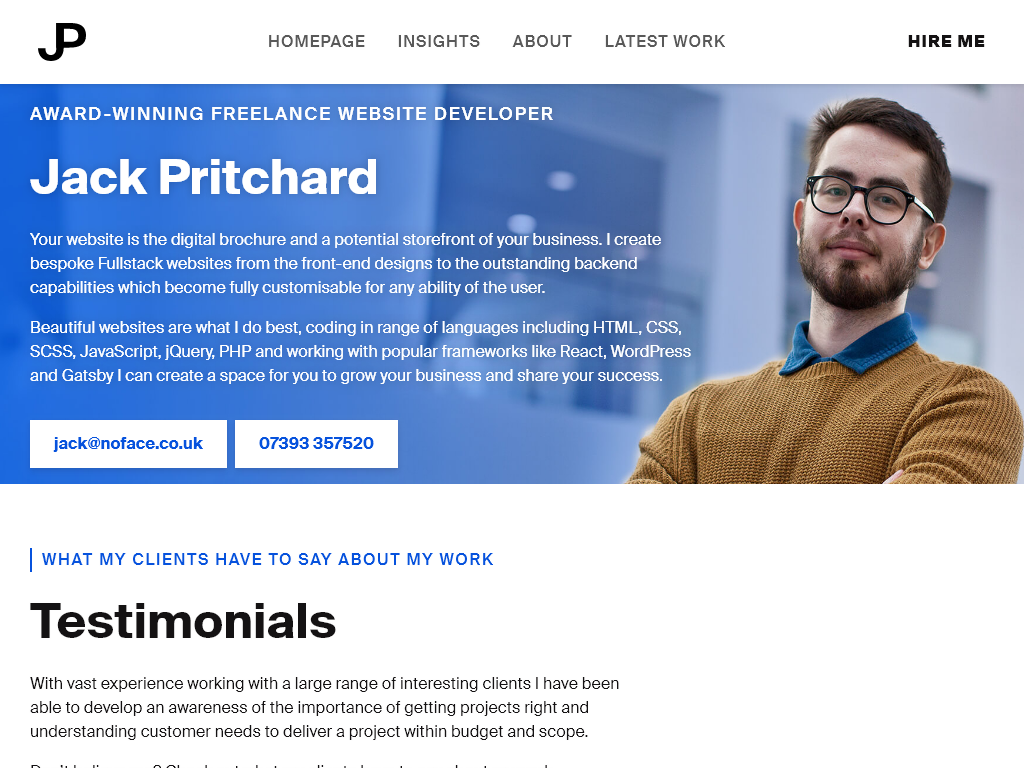 JP
HOMEPAGE INSIGHTS ABOUT LATEST WORK HIRE ME
AWARD-WINNING FREELANCE WEBSITE DEVELOPER
Jack Pritchard
Your website is the digital brochure and a potential storefront of your business. I create
bespoke Fullstack websites from the front-end designs to the outstanding backend
capabilities which become fully customisable for any ability of the user.
Beautiful websites are what I do best, coding in range of languages including HTML, CSS,
SCSS, JavaScript, jQuery, PHP and working with popular frameworks like React, WordPress
and Gatsby I can create a space for you to grow your business and share your success.
jack@noface.co.uk 07393 357520
WHAT MY CLIENTS HAVE TO SAY ABOUT MY WORK
Testimonials
With vast experience working with a large range of interesting clients I have been
able to develop an awareness of the importance of getting projects right and
understanding customer needs to deliver a project within budget and scope.